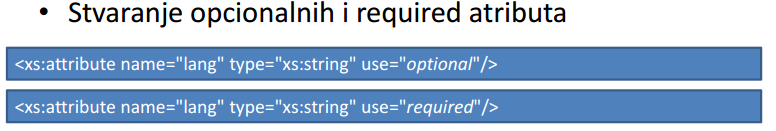 • Stvaranje opcionalnih i required atributa
<xs:attribute name="lang" type="xs:string" use="optional"/>
<xs:attribute name="lang" type="xs:string" use="required"/>